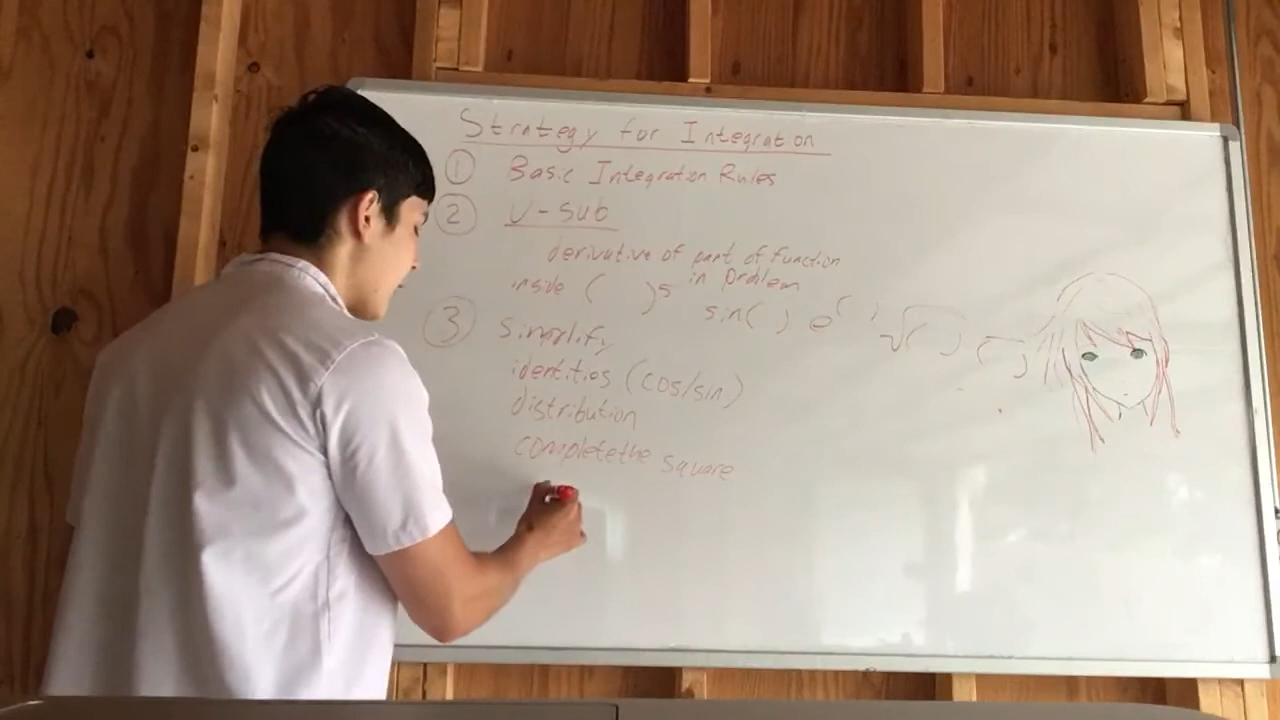 Strategy for Integration
① Basic Integration Rules
② U-sub
derivative of part of function
in problem
inside (    )⁵ sin(  ) e⁽ ⁾ √( )
③ Simplify
identities (cos/sin)
distribution
complete the square